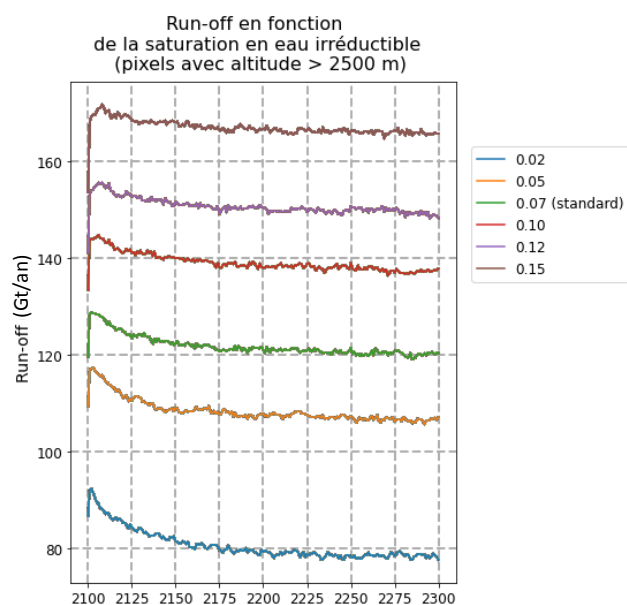 Run-off en fonction
de la saturation en eau irréductible
(pixels avec altitude > 2500 m)
Run-off (Gt/an)
160
140
120
100
80
2100 2125 2150 2175 2200 2225 2250 2275 2300
0.02
0.05
0.07 (standard)
0.10
0.12
0.15